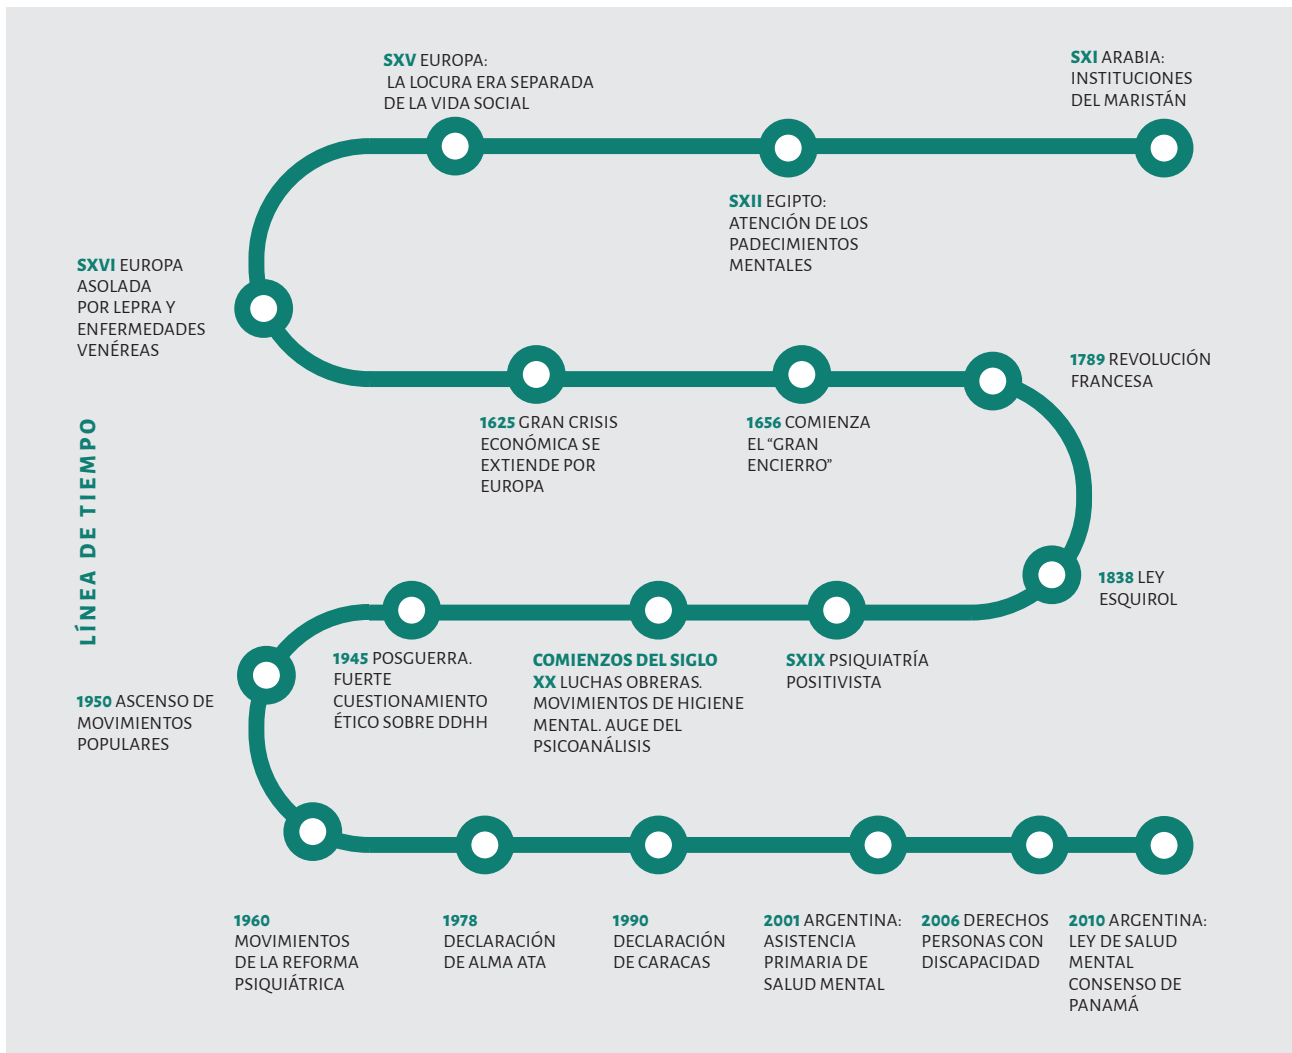 SXV EUROPA:
LA LOCURA ERA SEPARADA
DE LA VIDA SOCIAL
SXI ARABIA:
INSTITUCIONES
DEL MARISTÁN
SXII EGIPTO:
ATENCIÓN DE LOS
PADECIMIENTOS
MENTALES
SXVI EUROPA
ASOLADA
POR LEPRA Y
ENFERMEDADES
VENÉREAS
1625 GRAN CRISIS
ECONÓMICA SE
EXTIENDE POR
EUROPA
1656 COMIENZA
EL “GRAN
ENCIERRO”
1789 REVOLUCIÓN
FRANCESA
LÍNEA DE TIEMPO
1838 LEY
ESQUIROL
1945 POSGUERRA.
FUERTE
CUESTIONAMIENTO
ÉTICO SOBRE DDHH
COMIENZOS DEL SIGLO
XX LUCHAS OBRERAS.
MOVIMIENTOS DE HIGIENE
MENTAL. AUGE DEL
PSICOANÁLISIS
SXIX PSIQUIATRÍA
POSITIVISTA
1950 ASCENSO DE
MOVIMIENTOS
POPULARES
1960
MOVIMIENTOS
DE LA REFORMA
PSIQUIÁTRICA
1978
DECLARACIÓN
DE ALMA ATA
1990
DECLARACIÓN
DE CARACAS
2001 ARGENTINA:
ASISTENCIA
PRIMARIA DE
SALUD MENTAL
2006 DERECHOS
PERSONAS CON
DISCAPACIDAD
2010 ARGENTINA:
LEY DE SALUD
MENTAL
CONSENSO DE
PANAMÁ